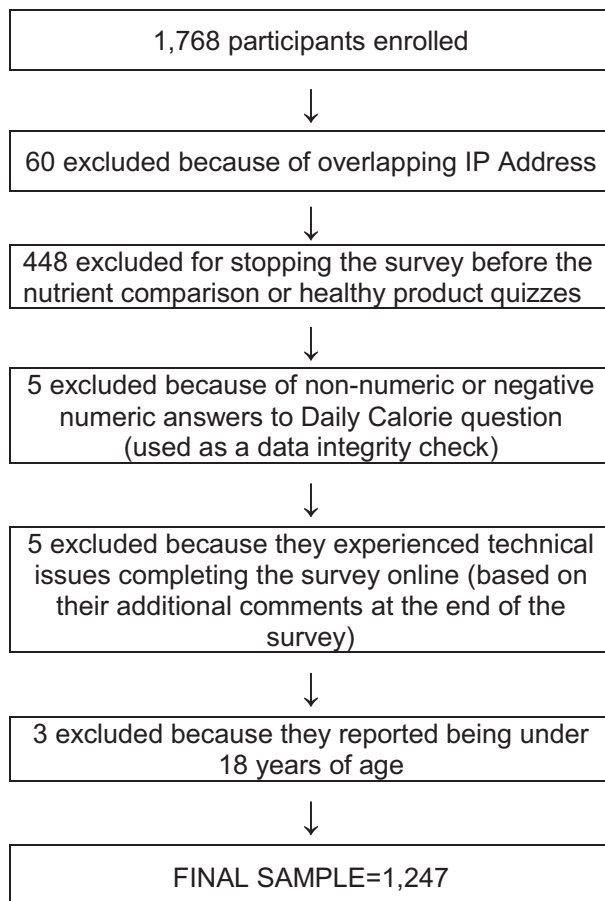 1,768 participants enrolled
↓
60 excluded because of overlapping IP Address
↓
448 excluded for stopping the survey before the
nutrient comparison or healthy product quizzes
↓
5 excluded because of non-numeric or negative
numeric answers to Daily Calorie question
(used as a data integrity check)
↓
5 excluded because they experienced technical
issues completing the survey online (based on
their additional comments at the end of the
survey)
↓
3 excluded because they reported being under
18 years of age
↓
FINAL SAMPLE=1,247